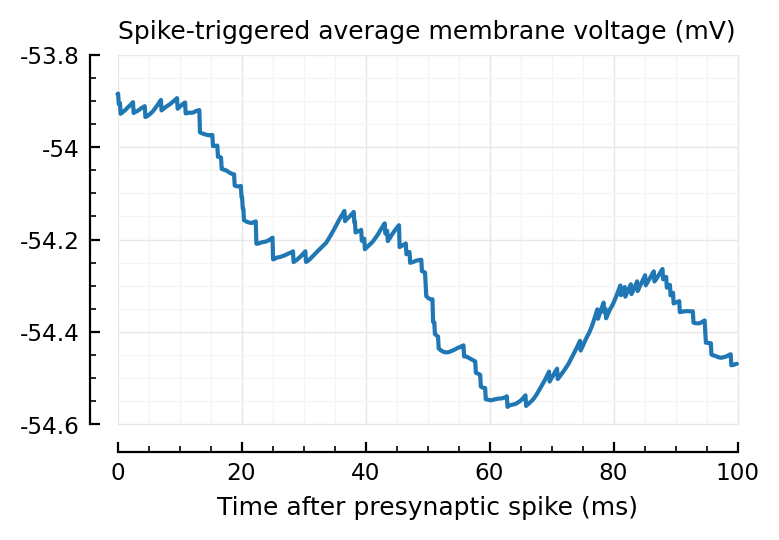 Spike-triggered average membrane voltage (mV)
-53.8
-54
-54.2
-54.4
-54.6
0 20 40 60 80 100
Time after presynaptic spike (ms)